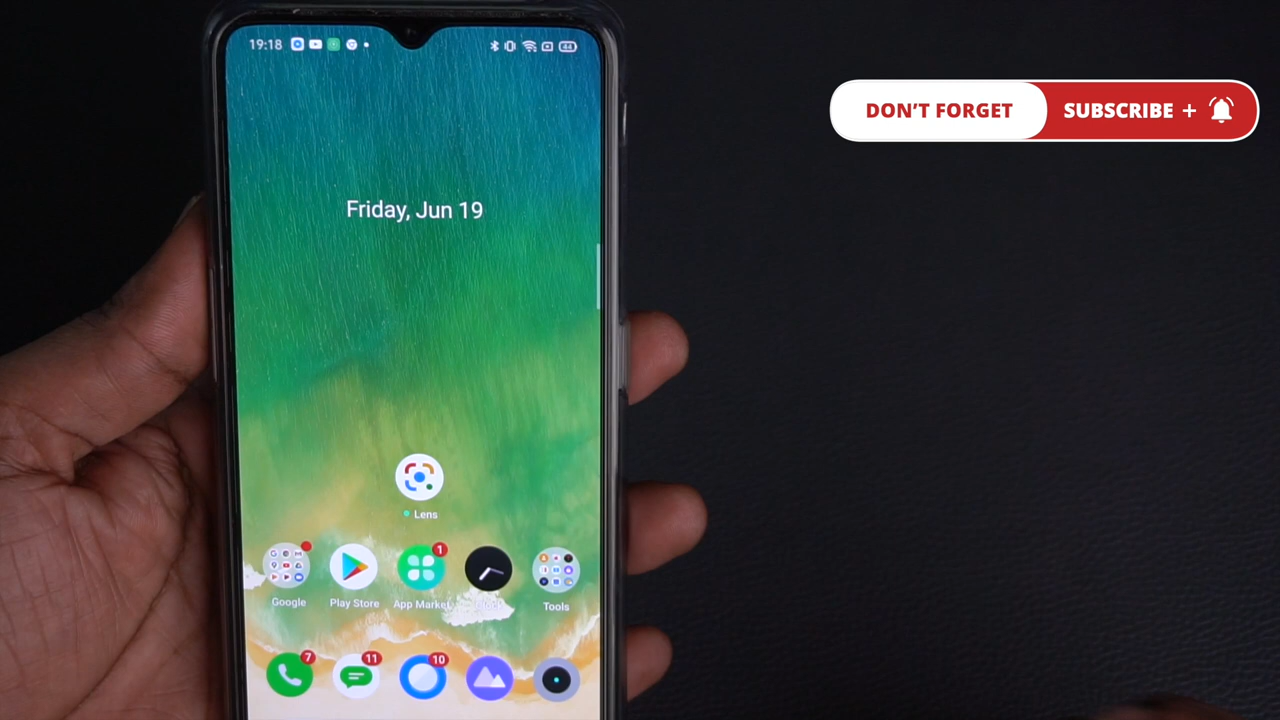 19:18
44
DON'T FORGET
SUBSCRIBE +
Friday, Jun 19
Lens
1
Google
Play Store
App Market
Tools
7
11
10